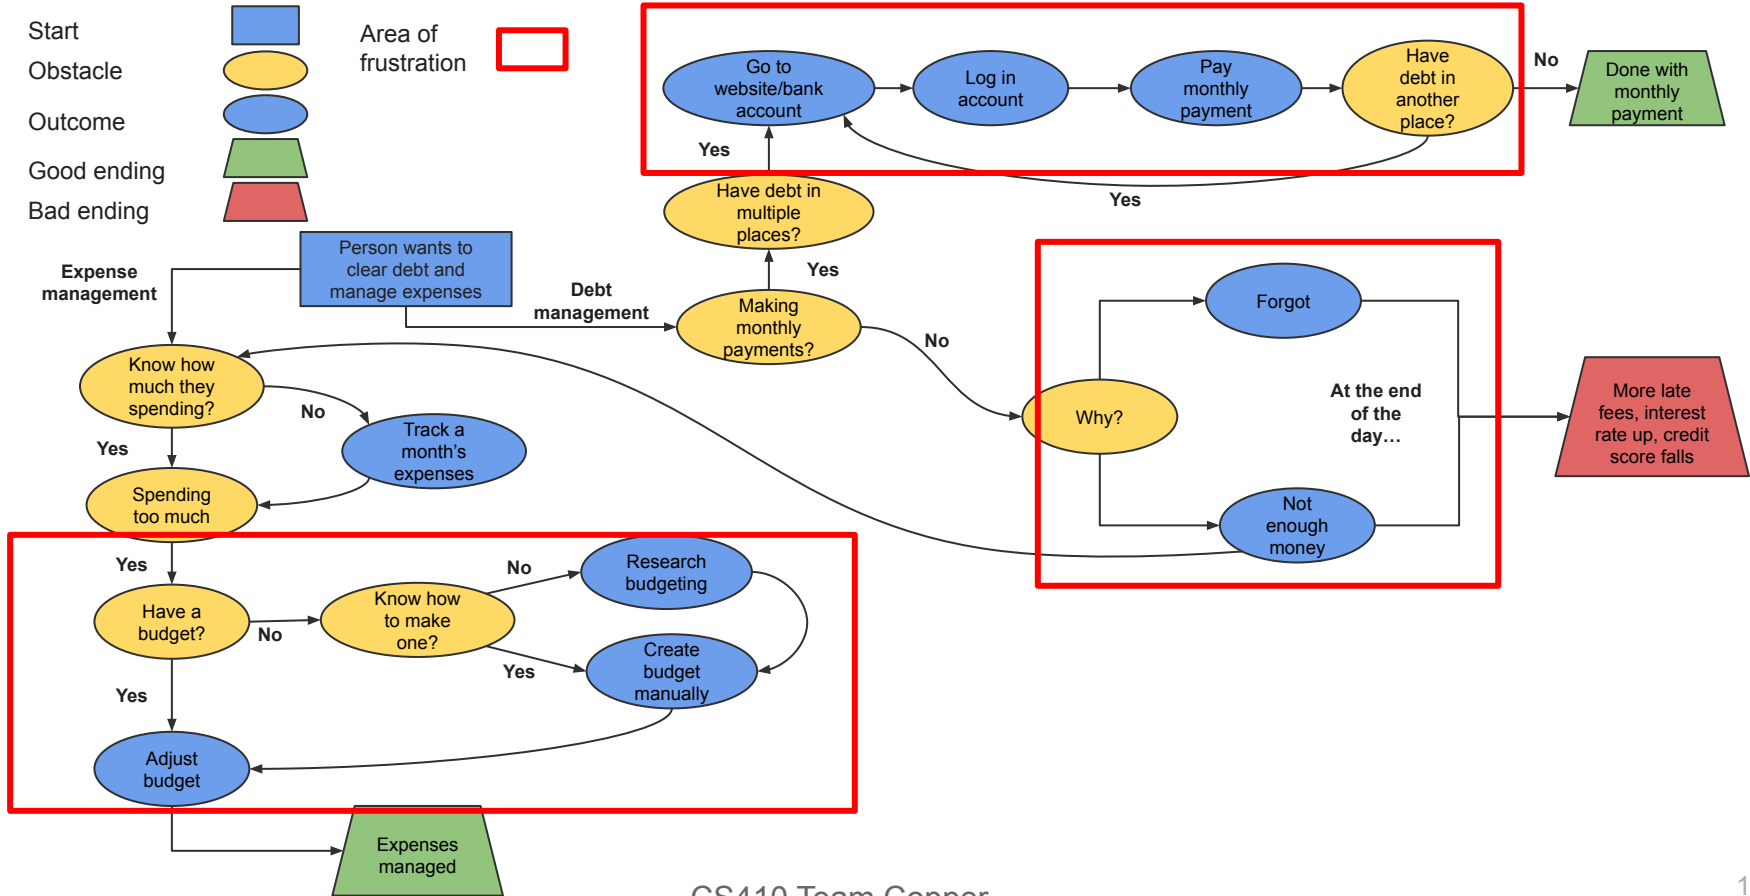 Start
Obstacle
Outcome
Good ending
Bad ending
Area of
frustration
Go to
website/bank
account
Log in
account
Pay
monthly
payment
Have
debt in
another
place?
No
Done with
monthly
payment
Yes
Yes
Have debt in
multiple
places?
Yes
Person wants to
clear debt and
manage expenses
Expense
management
Debt
management
Making
monthly
payments?
No
Forgot
Why?
At the end
of the
day…
Not
enough
money
More late
fees, interest
rate up, credit
score falls
Know how
much they
spending?
No
Yes
Track a
month's
expenses
Spending
too much
Yes
Have a
budget?
No
Know how
to make
one?
No
Research
budgeting
Yes
Create
budget
manually
Yes
Adjust
budget
Expenses
managed
CS410 Team Copper
1